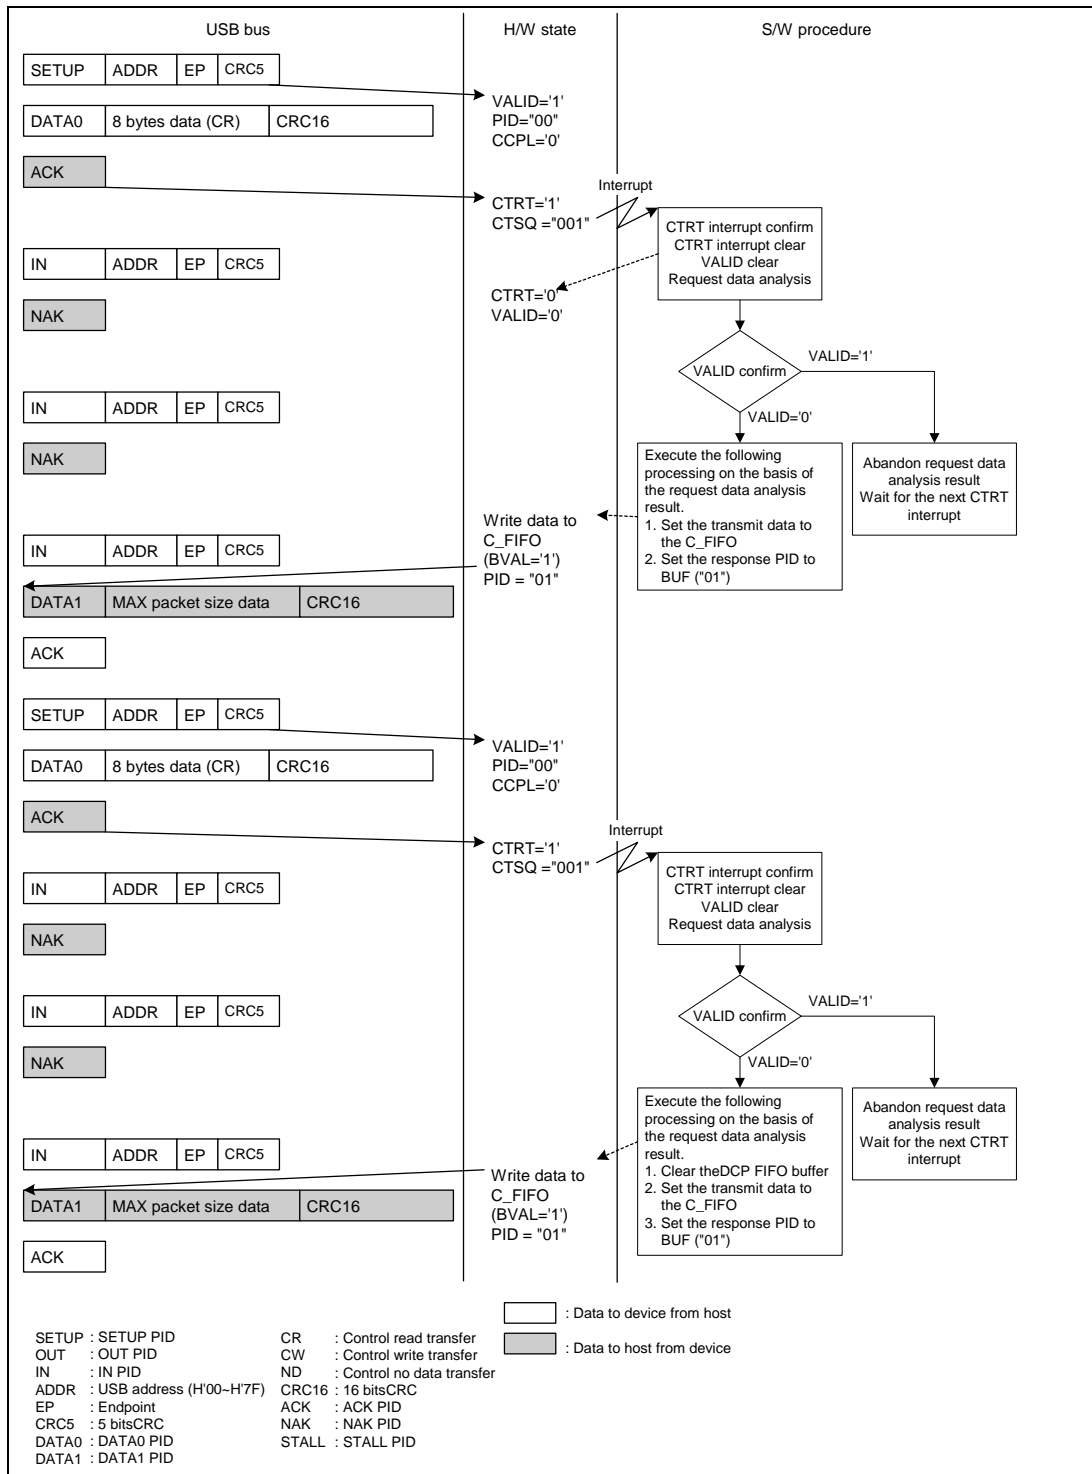 USB bus
H/W state
S/W procedure
SETUP ADDR EP CRC5
VALID='1'
PID="00"
CCPL='0'
DATA0 8 bytes data (CR) CRC16
ACK
Interrupt
CTRT='1'
CTSQ ="001"
CTRT interrupt confirm
CTRT interrupt clear
VALID clear
Request data analysis
IN ADDR EP CRC5
CTRT='0'
VALID='0'
NAK
VALID confirm
VALID='1'
VALID='0'
IN ADDR EP CRC5
NAK
Execute the following
processing on the basis of
the request data analysis
result.
1. Set the transmit data to
the C_FIFO
2. Set the response PID to
BUF ("01")
Abandon request data
analysis result
Wait for the next CTRT
interrupt
Write data to
C_FIFO
(BVAL='1')
PID = "01"
IN ADDR EP CRC5
DATA1 MAX packet size data CRC16
ACK
SETUP ADDR EP CRC5
VALID='1'
PID="00"
CCPL='0'
DATA0 8 bytes data (CR) CRC16
ACK
Interrupt
CTRT='1'
CTSQ ="001"
CTRT interrupt confirm
CTRT interrupt clear
VALID clear
Request data analysis
IN ADDR EP CRC5
NAK
VALID confirm
VALID='1'
VALID='0'
IN ADDR EP CRC5
NAK
Execute the following
processing on the basis of
the request data analysis
result.
1. Clear theDCP FIFO buffer
2. Set the transmit data to
the C_FIFO
3. Set the response PID to
BUF ("01")
Abandon request data
analysis result
Wait for the next CTRT
interrupt
IN ADDR EP CRC5
Write data to
C_FIFO
(BVAL='1')
PID = "01"
DATA1 MAX packet size data CRC16
ACK
: Data to device from host
: Data to host from device
SETUP : SETUP PID
OUT : OUT PID
IN : IN PID
ADDR : USB address (H'00~H'7F)
EP : Endpoint
CRC5 : 5 bitsCRC
DATA0 : DATA0 PID
DATA1 : DATA1 PID
CR : Control read transfer
CW : Control write transfer
ND : Control no data transfer
CRC16 : 16 bitsCRC
ACK : ACK PID
NAK : NAK PID
STALL : STALL PID